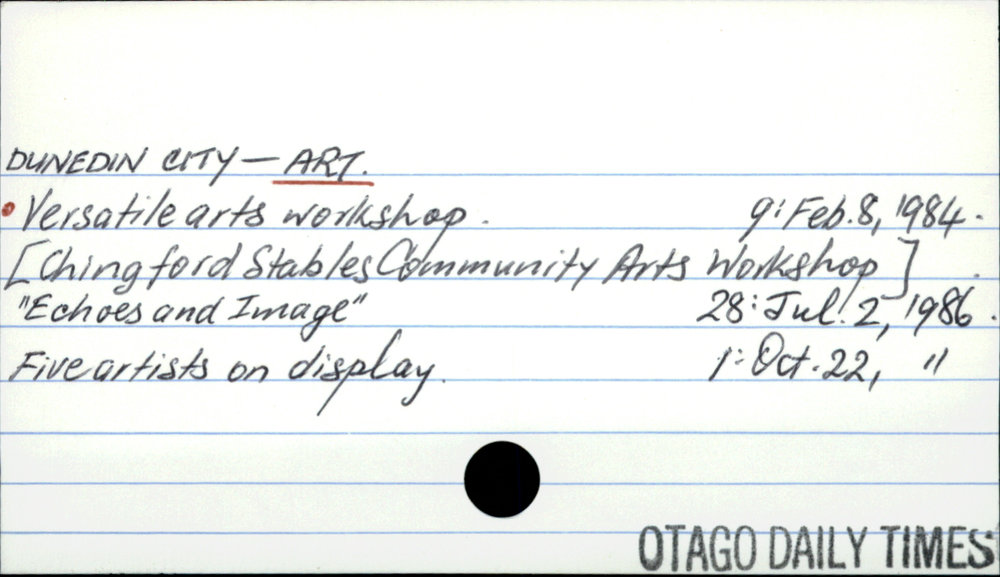 DUNEDIN CITY — ART.
• Versatile arts workshop. 9: Feb. 8, 1984.
[Chingford Stables Community Arts Workshop].
"Echoes and Image" 28: Jul. 2, 1986.
Five artists on display. 1: Oct. 22, "
OTAGO DAILY TIMES